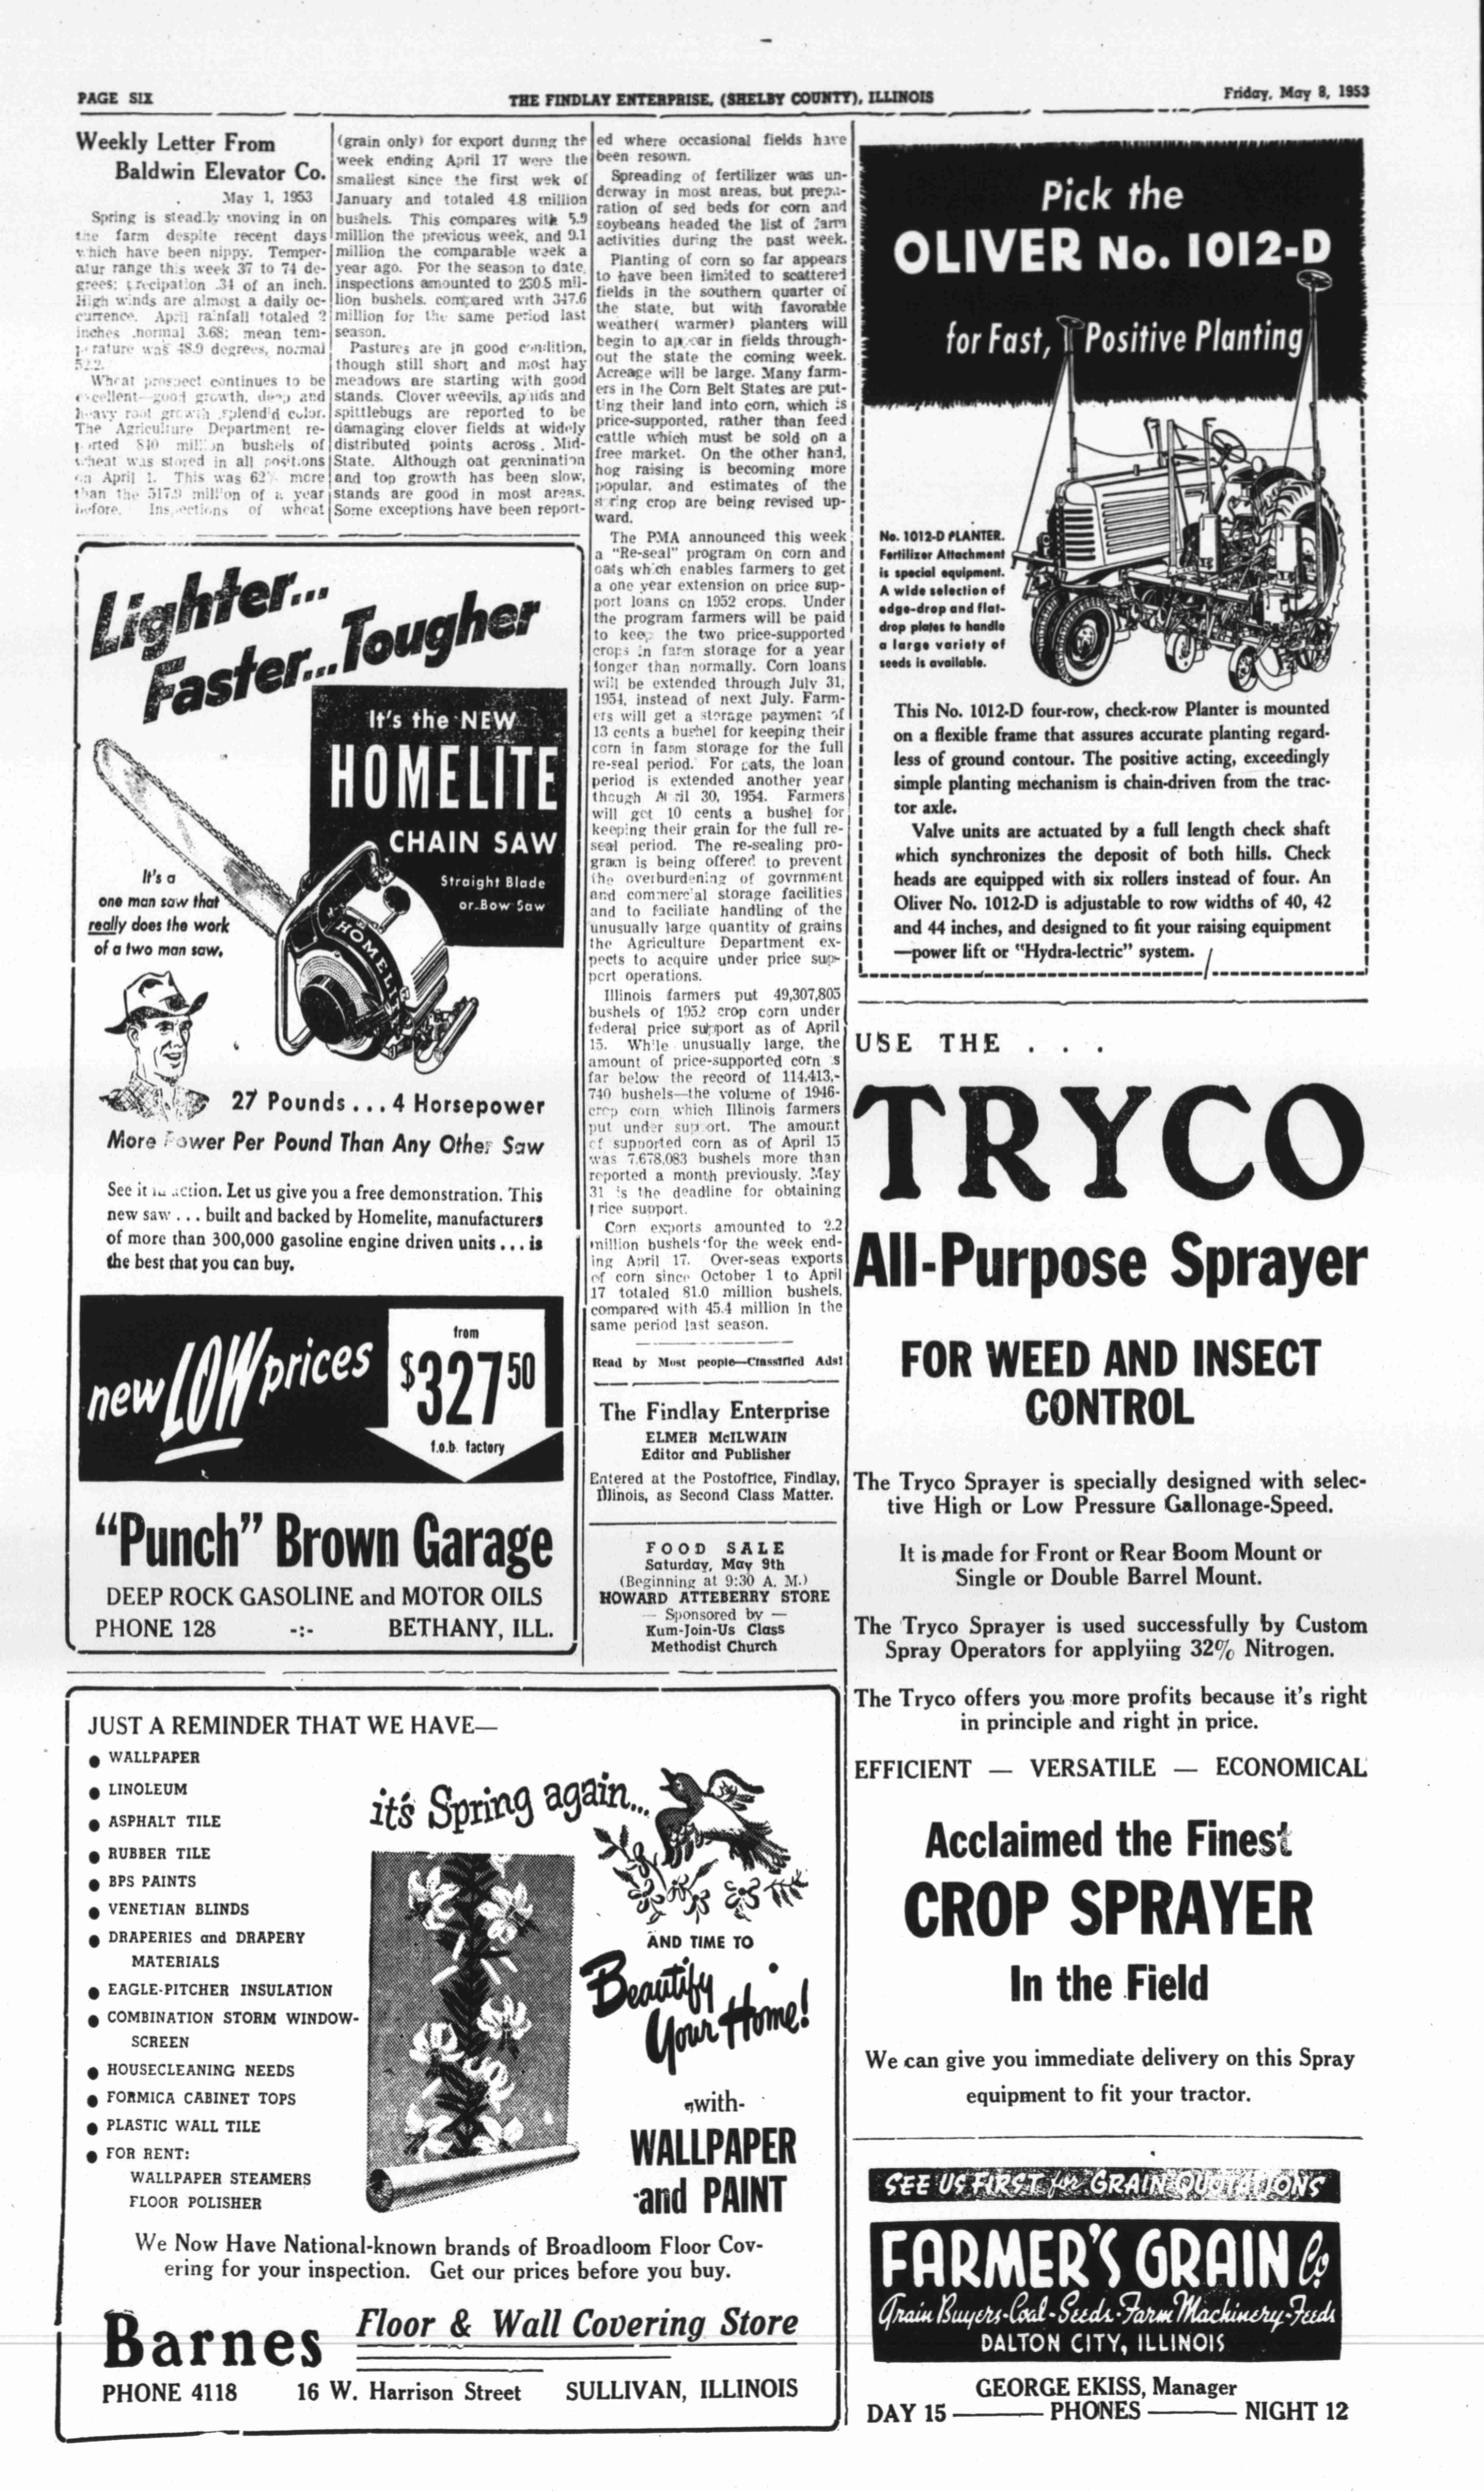 PAGE SIX
THE FINDLAY ENTERPRISE, (SHELBY COUNTY), ILLINOIS
Friday, May 8, 1953
Weekly Letter From
Baldwin Elevator Co.
May 1, 1953
Spring is steadily moving in on
the farm despite recent days
which have been nippy. Temper-
atur range this week 37 to 74 de-
grees; precipation .34 of an inch.
High winds are almost a daily oc-
currence. April rainfall totaled 2
inches .normal 3.68; mean tem-
perature was 48.9 degrees, normal
52.2.
Wheat prospect continues to be
excellent—good growth, deep and
heavy root growth splend'd color.
The Agriculture Department re-
ported 840 million bushels of
wheat was stored in all positions
on April 1. This was 62% more
than the 517.9 million of a year
before. Inspections of wheat
(grain only) for export during the
week ending April 17 were the
smallest since the first wek of
January and totaled 4.8 million
bushels. This compares with 5.9
million the previous week, and 9.1
million the comparable week a
year ago. For the season to date,
inspections amounted to 230.8 mil-
lion bushels, compared with 347.6
million for the same period last
season.
Pastures are in good condition,
though still short and most hay
meadows are starting with good
stands. Clover weevils, aphids and
spittlebugs are reported to be
damaging clover fields at widely
distributed points across Mid-
State. Although oat germination
and top growth has been slow,
stands are good in most areas.
Some exceptions have been report-
ed where occasional fields have
been resown.
Spreading of fertilizer was un-
derway in most areas, but prepa-
ration of sed beds for corn and
soybeans headed the list of farm
activities during the past week.
Planting of corn so far appears
to have been limited to scattered
fields in the southern quarter of
the state, but with favorable
weather( warmer) planters will
begin to appear in fields through-
out the state the coming week.
Acreage will be large. Many farm-
ers in the Corn Belt States are put-
ting their land into corn, which is
price-supported, rather than feed
cattle which must be sold on a
free market. On the other hand,
hog raising is becoming more
popular, and estimates of the
spring crop are being revised up-
ward.
The PMA announced this week
a "Re-seal" program on corn and
oats which enables farmers to get
a one year extension on price sup-
port loans on 1952 crops. Under
the program farmers will be paid
to keep the two price-supported
crops in farm storage for a year
longer than normally. Corn loans
will be extended through July 31,
1954, instead of next July. Farm-
ers will get a storage payment of
13 cents a bushel for keeping their
corn in farm storage for the full
re-seal period. For oats, the loan
period is extended another year
though April 30, 1954. Farmers
will get 10 cents a bushel for
keeping their grain for the full re-
seal period. The re-sealing pro-
gram is being offered to prevent
the overburdening of govrnment
and commercial storage facilities
and to faciliate handling of the
unusually large quantity of grains
the Agriculture Department ex-
pects to acquire under price sup-
port operations.
Illinois farmers put 49,307,805
bushels of 1952 crop corn under
federal price support as of April
15. While unusually large, the
amount of price-supported corn is
far below the record of 114,413,-
740 bushels—the volume of 1946-
crop corn which Illinois farmers
put under support. The amount
of supported corn as of April 15
was 7,678,083 bushels more than
reported a month previously. May
31 is the deadline for obtaining
price support.
Corn exports amounted to 2.2
million bushels for the week end-
ing April 17. Over-seas exports
of corn since October 1 to April
17 totaled 81.0 million bushels,
compared with 45.4 million in the
same period last season.
Read by Most people—Classified Ads!
The Findlay Enterprise
ELMER McILWAIN
Editor and Publisher
Entered at the Postoffice, Findlay,
Illinois, as Second Class Matter.
FOOD SALE
Saturday, May 9th
(Beginning at 9:30 A. M.)
HOWARD ATTEBERRY STORE
— Sponsored by —
Kum-Join-Us Class
Methodist Church
Lighter...
Faster...Tougher
It's the NEW
HOMELITE
CHAIN SAW
Straight Blade
or Bow Saw
It's a
one man saw that
really does the work
of a two man saw.
HOMELITE
27 Pounds ... 4 Horsepower
More Power Per Pound Than Any Other Saw
See it in action. Let us give you a free demonstration. This
new saw ... built and backed by Homelite, manufacturers
of more than 300,000 gasoline engine driven units ... is
the best that you can buy.
new LOW prices
from
$327 50
f.o.b. factory
"Punch" Brown Garage
DEEP ROCK GASOLINE and MOTOR OILS
PHONE 128 -:- BETHANY, ILL.
JUST A REMINDER THAT WE HAVE—
● WALLPAPER
● LINOLEUM
● ASPHALT TILE
● RUBBER TILE
● BPS PAINTS
● VENETIAN BLINDS
● DRAPERIES and DRAPERY
MATERIALS
● EAGLE-PITCHER INSULATION
● COMBINATION STORM WINDOW-
SCREEN
● HOUSECLEANING NEEDS
● FORMICA CABINET TOPS
● PLASTIC WALL TILE
● FOR RENT:
WALLPAPER STEAMERS
FLOOR POLISHER
it's Spring again...
AND TIME TO
Beautify
Your Home!
with-
WALLPAPER
and PAINT
We Now Have National-known brands of Broadloom Floor Cov-
ering for your inspection. Get our prices before you buy.
Barnes Floor & Wall Covering Store
PHONE 4118 16 W. Harrison Street SULLIVAN, ILLINOIS
Pick the
OLIVER No. 1012-D
for Fast, Positive Planting
No. 1012-D PLANTER.
Fertilizer Attachment
is special equipment.
A wide selection of
edge-drop and flat-
drop plates to handle
a large variety of
seeds is available.
This No. 1012-D four-row, check-row Planter is mounted
on a flexible frame that assures accurate planting regard-
less of ground contour. The positive acting, exceedingly
simple planting mechanism is chain-driven from the trac-
tor axle.
Valve units are actuated by a full length check shaft
which synchronizes the deposit of both hills. Check
heads are equipped with six rollers instead of four. An
Oliver No. 1012-D is adjustable to row widths of 40, 42
and 44 inches, and designed to fit your raising equipment
—power lift or "Hydra-lectric" system.
USE THE . . .
TRYCO
All-Purpose Sprayer
FOR WEED AND INSECT
CONTROL
The Tryco Sprayer is specially designed with selec-
tive High or Low Pressure Gallonage-Speed.
It is made for Front or Rear Boom Mount or
Single or Double Barrel Mount.
The Tryco Sprayer is used successfully by Custom
Spray Operators for applyiing 32% Nitrogen.
The Tryco offers you more profits because it's right
in principle and right in price.
EFFICIENT — VERSATILE — ECONOMICAL
Acclaimed the Finest
CROP SPRAYER
In the Field
We can give you immediate delivery on this Spray
equipment to fit your tractor.
SEE US FIRST for GRAIN QUOTATIONS
FARMER'S GRAIN Co.
Grain Buyers-Coal-Seeds-Farm Machinery-Feeds
DALTON CITY, ILLINOIS
GEORGE EKISS, Manager
DAY 15 — PHONES — NIGHT 12